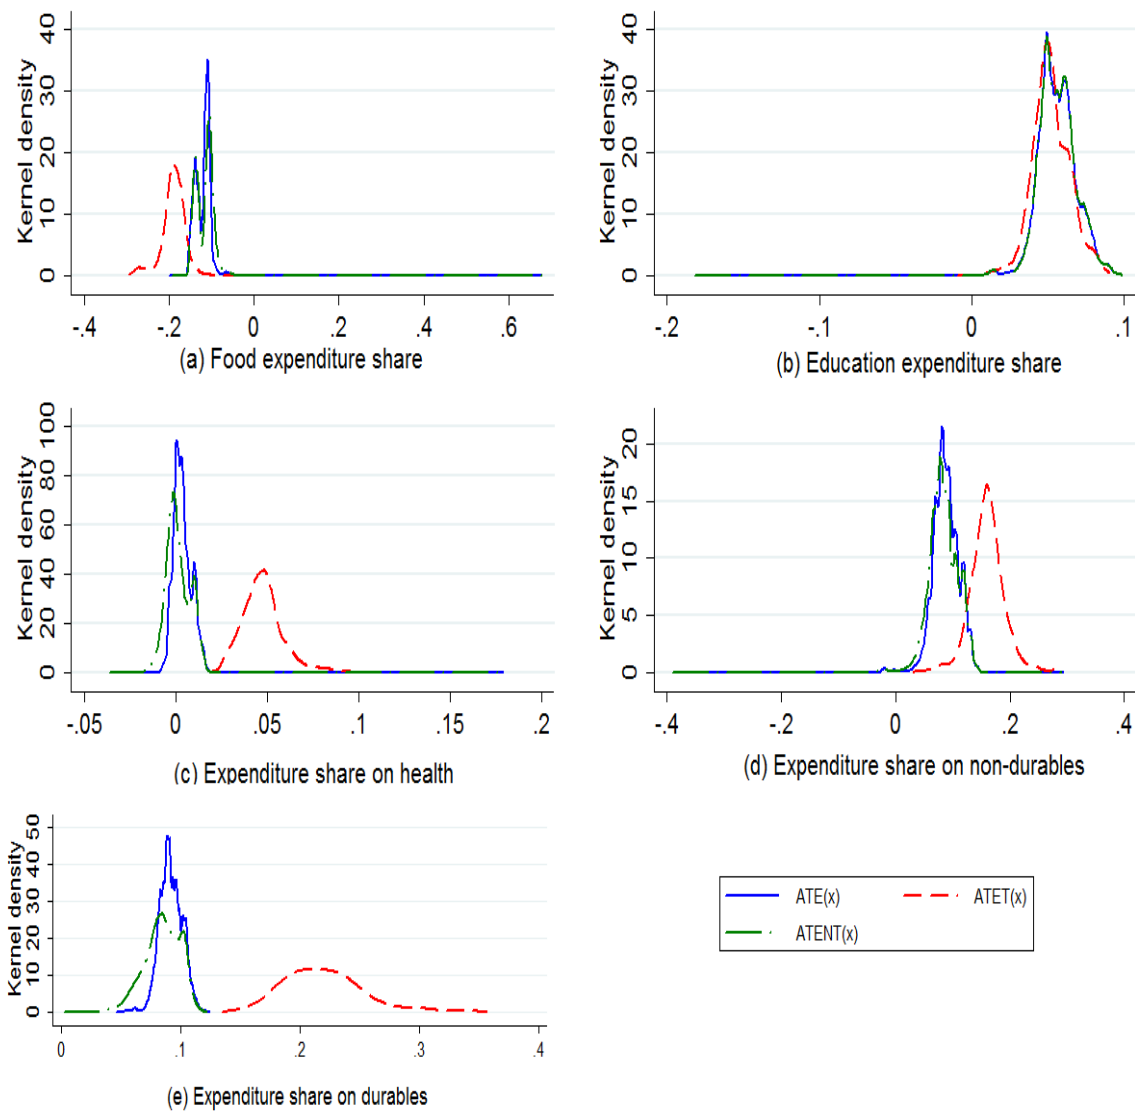 Kernel density
0 10 20 30 40
-.4 -.2 0 .2 .4 .6
(a) Food expenditure share
Kernel density
0 10 20 30 40
-.2 -.1 0 .1
(b) Education expenditure share
Kernel density
0 20 40 60 80 100
-.05 0 .05 .1 .15 .2
(c) Expenditure share on health
Kernel density
0 5 10 15 20
-.4 -.2 0 .2 .4
(d) Expenditure share on non-durables
Kernel density
0 10 20 30 40 50
0 .1 .2 .3 .4
(e) Expenditure share on durables
ATE(x) ATET(x)
ATENT(x)